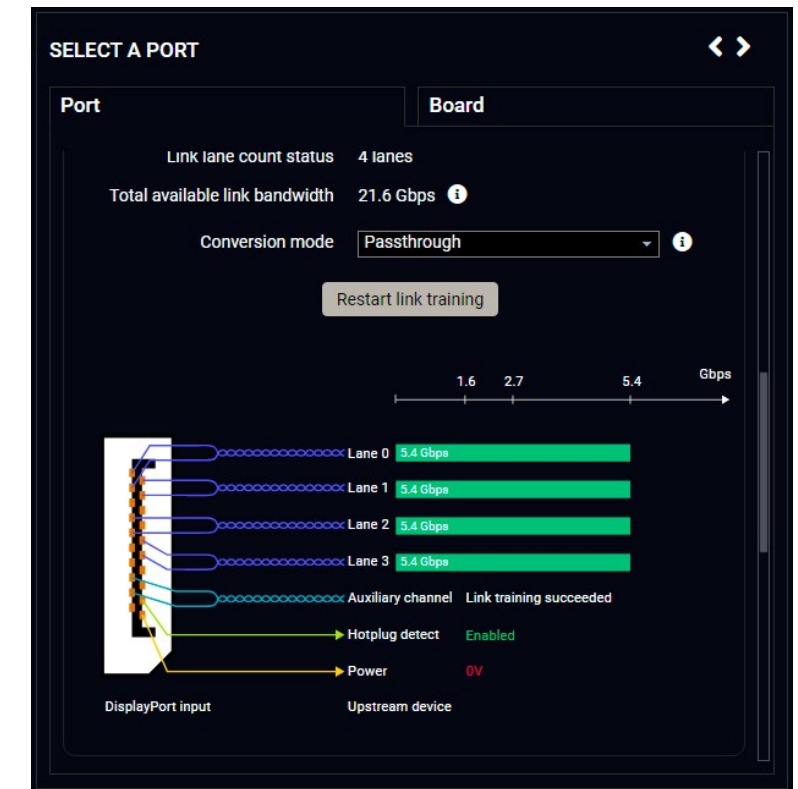 SELECT A PORT
Port
Board
Link lane count status 4 lanes
Total available link bandwidth 21.6 Gbps i
Conversion mode Passthrough i
Restart link training
1.6 2.7 5.4 Gbps
Lane 0 5.4 Gbps
Lane 1 5.4 Gbps
Lane 2 5.4 Gbps
Lane 3 5.4 Gbps
Auxiliary channel Link training succeeded
Hotplug detect Enabled
Power 0V
DisplayPort input Upstream device